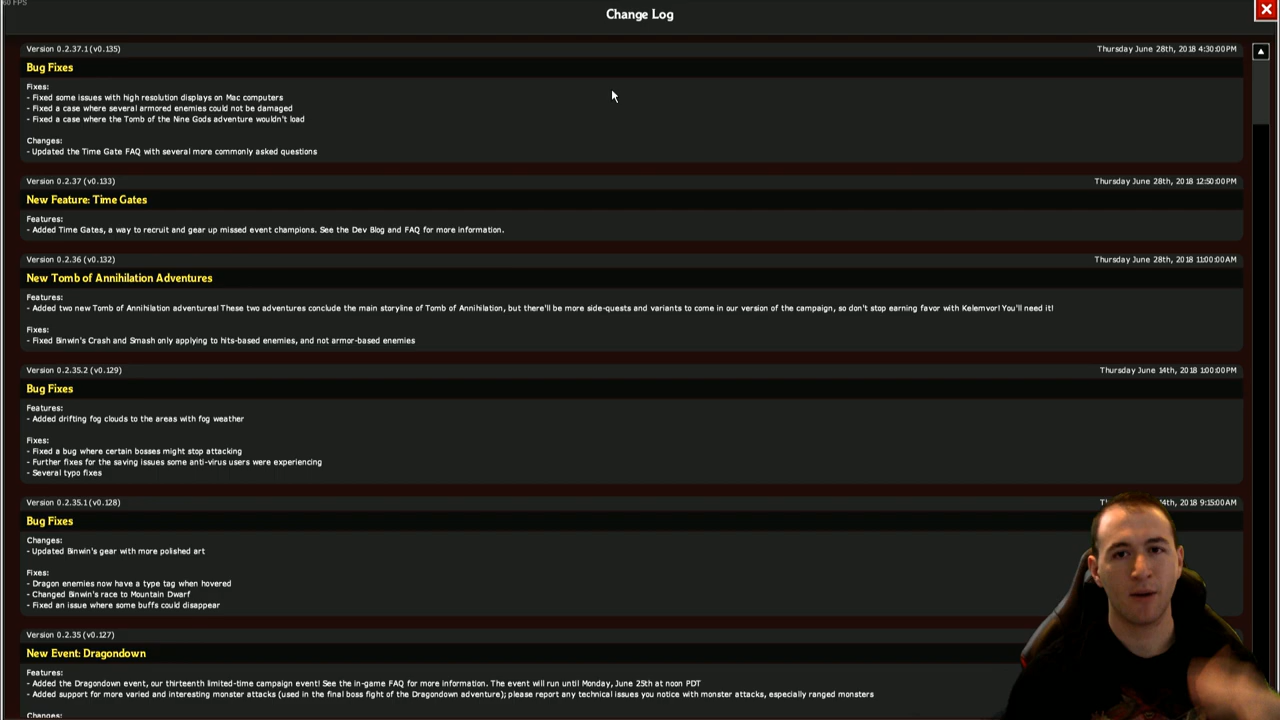 60 FPS
Change Log
Version 0.2.37.1 (v0.135) Thursday June 28th, 2018 4:30:00PM
Bug Fixes
Fixes:
- Fixed some issues with high resolution displays on Mac computers
- Fixed a case where several armored enemies could not be damaged
- Fixed a case where the Tomb of the Nine Gods adventure wouldn't load
Changes:
- Updated the Time Gate FAQ with several more commonly asked questions
Version 0.2.37 (v0.133) Thursday June 28th, 2018 12:50:00PM
New Feature: Time Gates
Features:
- Added Time Gates, a way to recruit and gear up missed event champions. See the Dev Blog and FAQ for more information.
Version 0.2.36 (v0.132) Thursday June 28th, 2018 11:00:00AM
New Tomb of Annihilation Adventures
Features:
- Added two new Tomb of Annihilation adventures! These two adventures conclude the main storyline of Tomb of Annihilation, but there'll be more side-quests and variants to come in our version of the campaign, so don't stop earning favor with Kelemvor! You'll need it!
Fixes:
- Fixed Binwin's Crash and Smash only applying to hits-based enemies, and not armor-based enemies
Version 0.2.35.2 (v0.129) Thursday June 14th, 2018 1:00:00PM
Bug Fixes
Features:
- Added drifting fog clouds to the areas with fog weather
Fixes:
- Fixed a bug where certain bosses might stop attacking
- Further fixes for the saving issues some anti-virus users were experiencing
- Several typo fixes
Version 0.2.35.1 (v0.128) 14th, 2018 9:15:00AM
Bug Fixes
Changes:
- Updated Binwin's gear with more polished art
Fixes:
- Dragon enemies now have a type tag when hovered
- Changed Binwin's race to Mountain Dwarf
- Fixed an issue where some buffs could disappear
Version 0.2.35 (v0.127)
New Event: Dragondown
Features:
- Added the Dragondown event, our thirteenth limited-time campaign event! See the in-game FAQ for more information. The event will run until Monday, June 25th at noon PDT
- Added support for more varied and interesting monster attacks (used in the final boss fight of the Dragondown adventure); please report any technical issues you notice with monster attacks, especially ranged monsters
Changes: